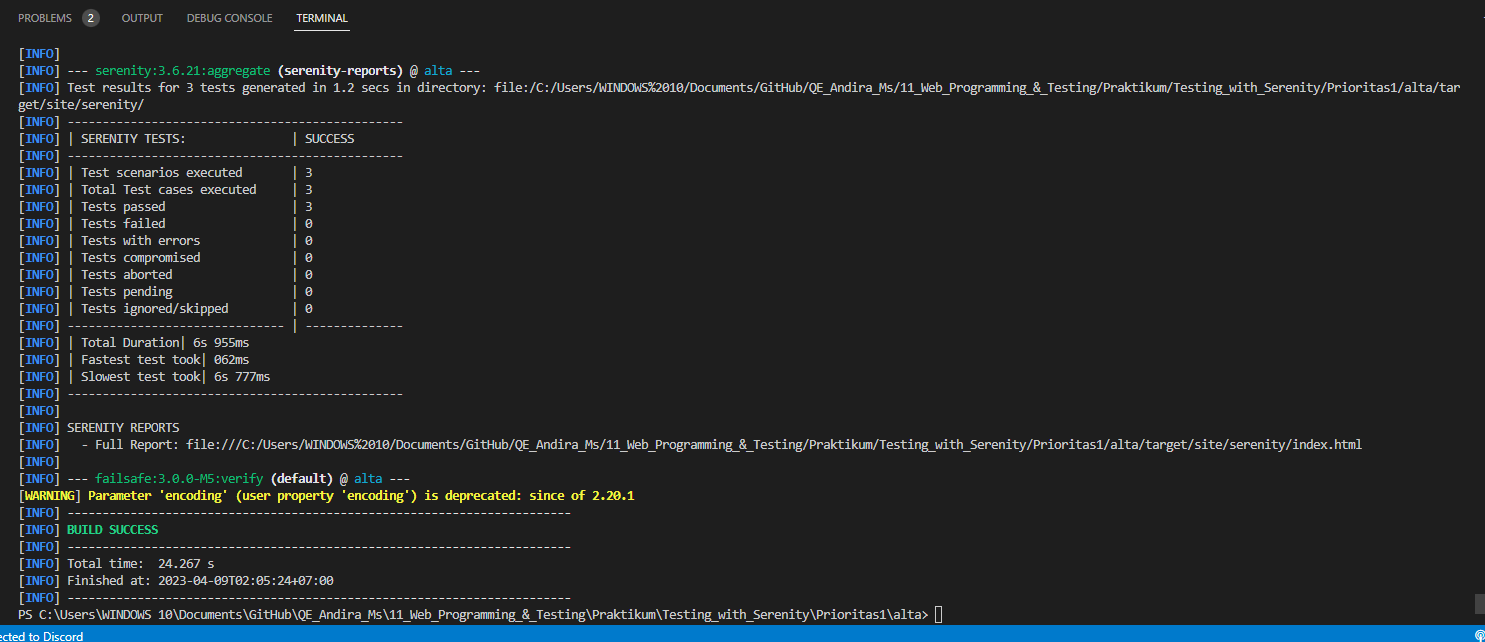 PROBLEMS 2 OUTPUT DEBUG CONSOLE TERMINAL
[INFO]
[INFO] --- serenity:3.6.21:aggregate (serenity-reports) @ alta ---
[INFO] Test results for 3 tests generated in 1.2 secs in directory: file:/C:/Users/WINDOWS%2010/Documents/GitHub/QE_Andira_Ms/11_Web_Programming_&_Testing/Praktikum/Testing_with_Serenity/Prioritas1/alta/tar
get/site/serenity/
[INFO] ------------------------------------------------
[INFO] | SERENITY TESTS:               | SUCCESS
[INFO] ------------------------------------------------
[INFO] | Test scenarios executed       | 3
[INFO] | Total Test cases executed     | 3
[INFO] | Tests passed                  | 3
[INFO] | Tests failed                  | 0
[INFO] | Tests with errors             | 0
[INFO] | Tests compromised             | 0
[INFO] | Tests aborted                 | 0
[INFO] | Tests pending                 | 0
[INFO] | Tests ignored/skipped         | 0
[INFO] ------------------------------- | --------------
[INFO] | Total Duration| 6s 955ms
[INFO] | Fastest test took| 062ms
[INFO] | Slowest test took| 6s 777ms
[INFO] ------------------------------------------------
[INFO]
[INFO] SERENITY REPORTS
[INFO]   - Full Report: file:///C:/Users/WINDOWS%2010/Documents/GitHub/QE_Andira_Ms/11_Web_Programming_&_Testing/Praktikum/Testing_with_Serenity/Prioritas1/alta/target/site/serenity/index.html
[INFO]
[INFO] --- failsafe:3.0.0-M5:verify (default) @ alta ---
[WARNING] Parameter 'encoding' (user property 'encoding') is deprecated: since of 2.20.1
[INFO] ------------------------------------------------------------------------
[INFO] BUILD SUCCESS
[INFO] ------------------------------------------------------------------------
[INFO] Total time:  24.267 s
[INFO] Finished at: 2023-04-09T02:05:24+07:00
[INFO] ------------------------------------------------------------------------
PS C:\Users\WINDOWS 10\Documents\GitHub\QE_Andira_Ms\11_Web_Programming_&_Testing\Praktikum\Testing_with_Serenity\Prioritas1\alta>
ected to Discord